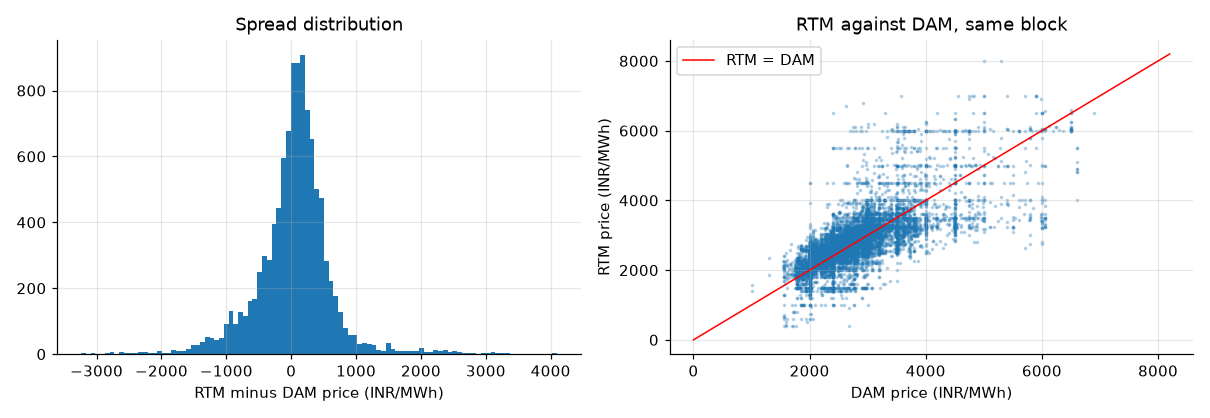 Spread distribution
800
600
400
200
0
−3000 −2000 −1000 0 1000 2000 3000 4000
RTM minus DAM price (INR/MWh)
RTM against DAM, same block
RTM = DAM
RTM price (INR/MWh)
8000
6000
4000
2000
0
0 2000 4000 6000 8000
DAM price (INR/MWh)